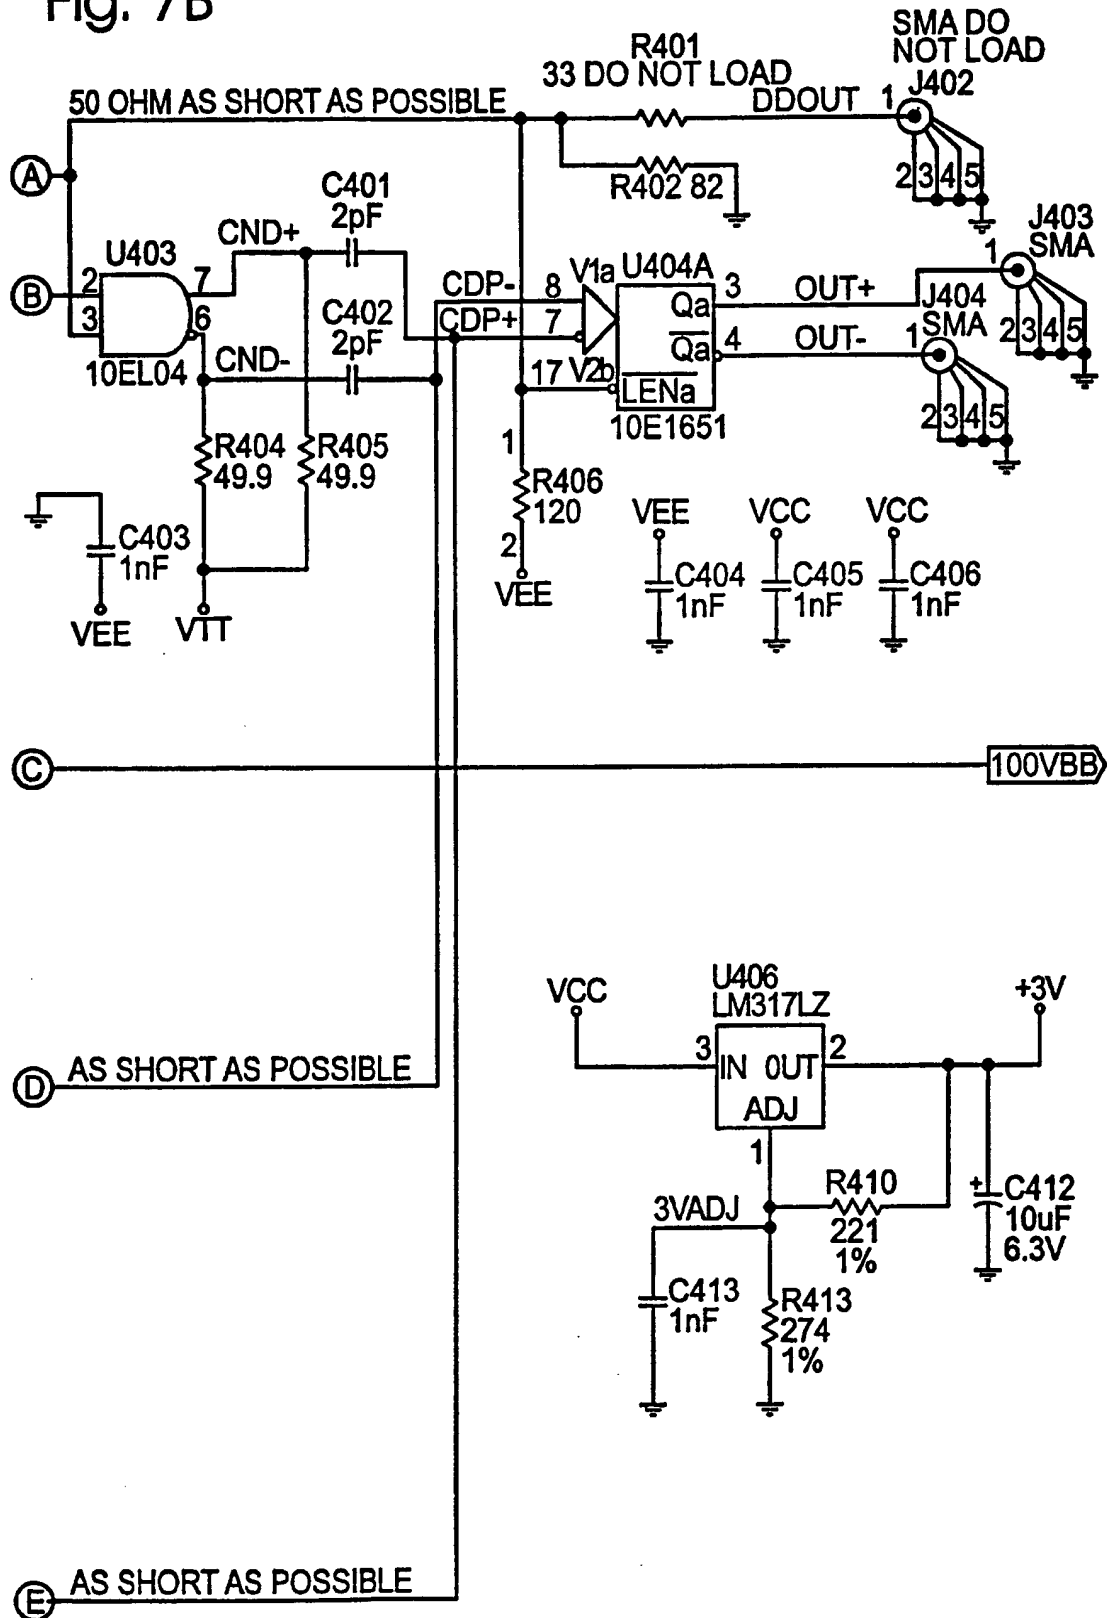 Fig. 7B
SMA DO
NOT LOAD
J402
R401
33 DO NOT LOAD
50 OHM AS SHORT AS POSSIBLE
DDOUT
1
2 3 4 5
A
R402 82
C401
2pF
CND+
J403
SMA
1
2 3 4 5
U403
B
2
3
7
6
10EL04
C402
2pF
CND-
CDP-
8
V1a
U404A
CDP+
7
17
V2b
Qa
3
OUT+
Qa
4
OUT-
LENa
10E1651
J404
SMA
1
2 3 4 5
R404
49.9
R405
49.9
1
R406
120
2
VEE
C403
1nF
VEE
VTT
VEE
C404
1nF
VCC
C405
1nF
VCC
C406
1nF
C
100VBB
U406
LM317LZ
VCC
+3V
3
IN OUT
2
ADJ
1
D
AS SHORT AS POSSIBLE
R410
221
1%
3VADJ
+
C412
10uF
6.3V
C413
1nF
R413
274
1%
E
AS SHORT AS POSSIBLE